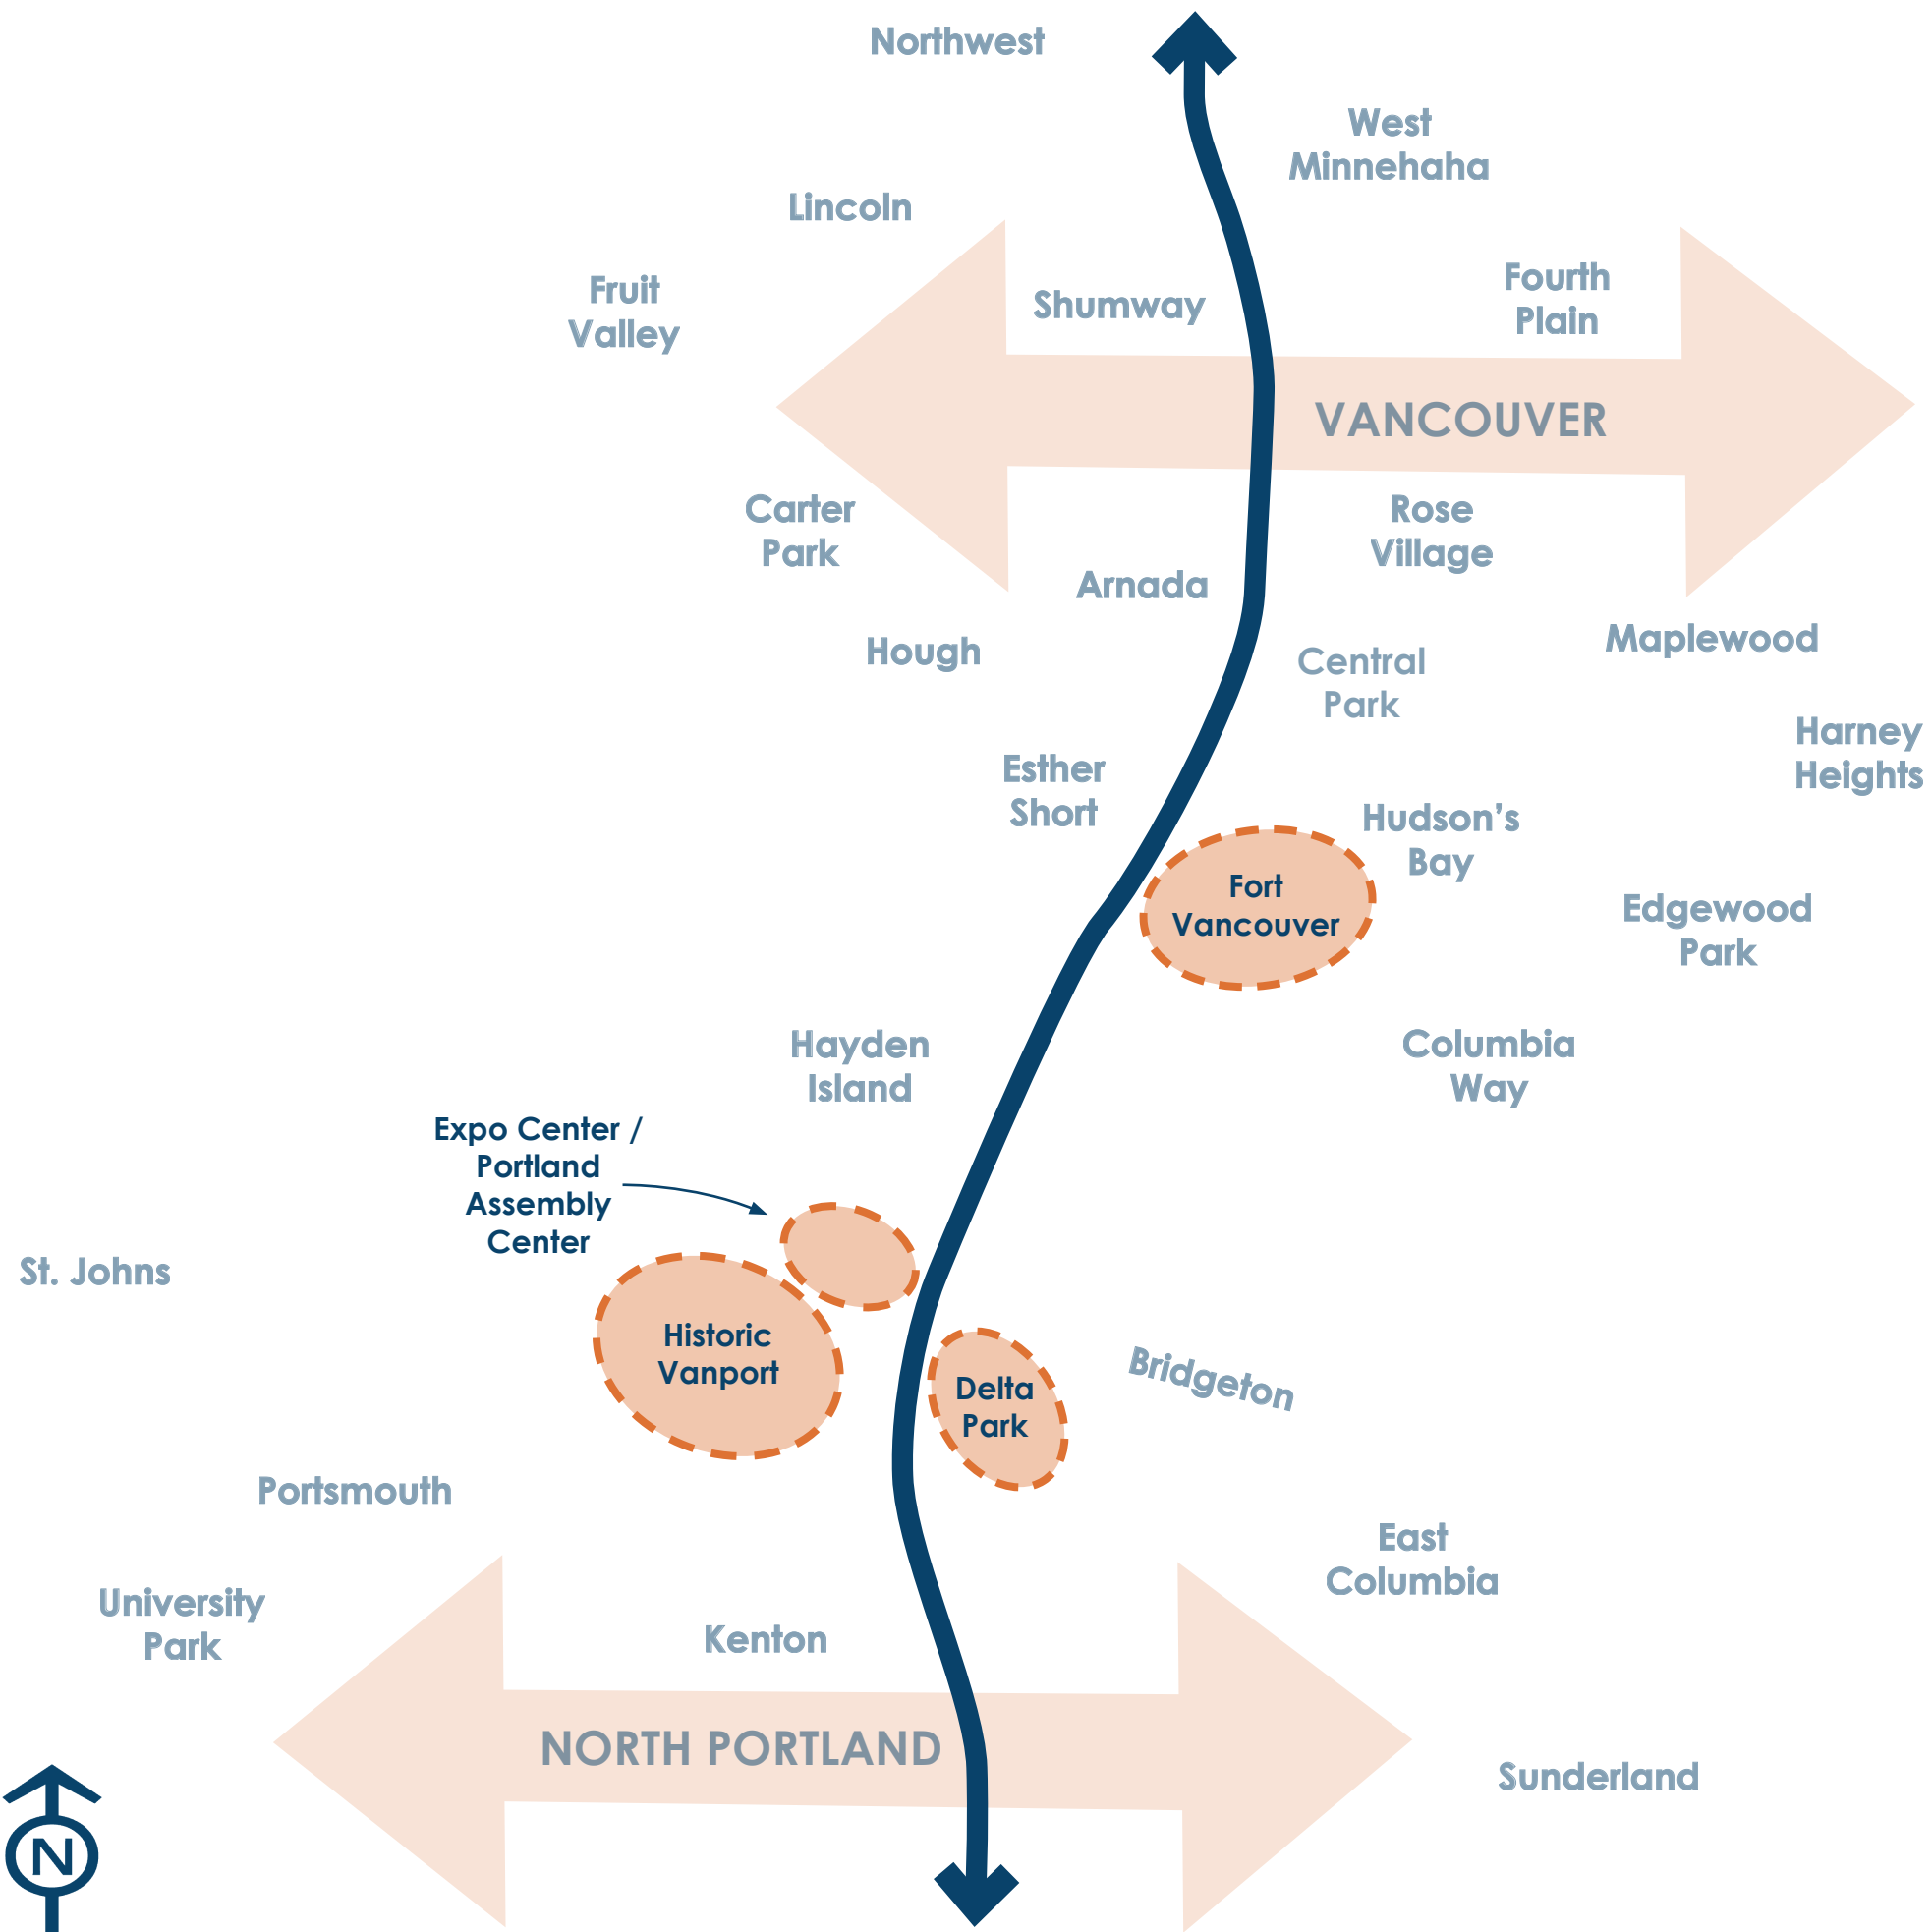 Northwest
West
Minnehaha
Lincoln
Fruit
Valley
Shumway
Fourth
Plain
VANCOUVER
Carter
Park
Rose
Village
Arnada
Hough
Central
Park
Maplewood
Harney
Heights
Esther
Short
Hudson’s
Bay
Fort
Vancouver
Edgewood
Park
Hayden
Island
Columbia
Way
Expo Center /
Portland
Assembly
Center
St. Johns
Historic
Vanport
Delta
Park
Bridgeton
Portsmouth
East
Columbia
University
Park
Kenton
NORTH PORTLAND
Sunderland
N